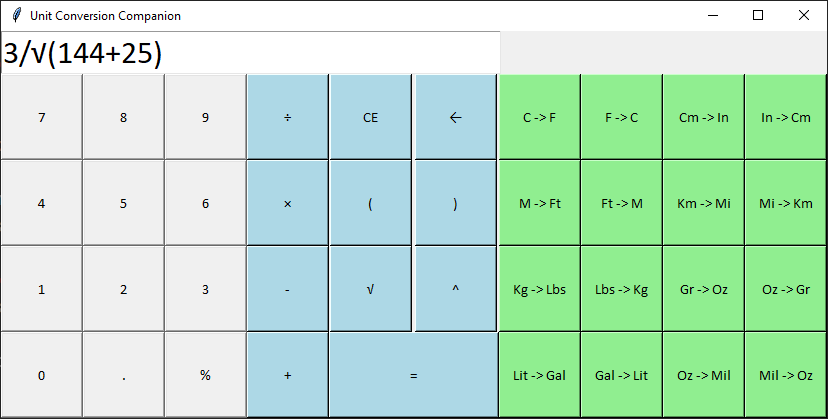 Unit Conversion Companion
3/√(144+25)
7 8 9 ÷ CE ← C -> F F -> C Cm -> In In -> Cm
4 5 6 × ( ) M -> Ft Ft -> M Km -> Mi Mi -> Km
1 2 3 - √ ^ Kg -> Lbs Lbs -> Kg Gr -> Oz Oz -> Gr
0 . % + = Lit -> Gal Gal -> Lit Oz -> Mil Mil -> Oz